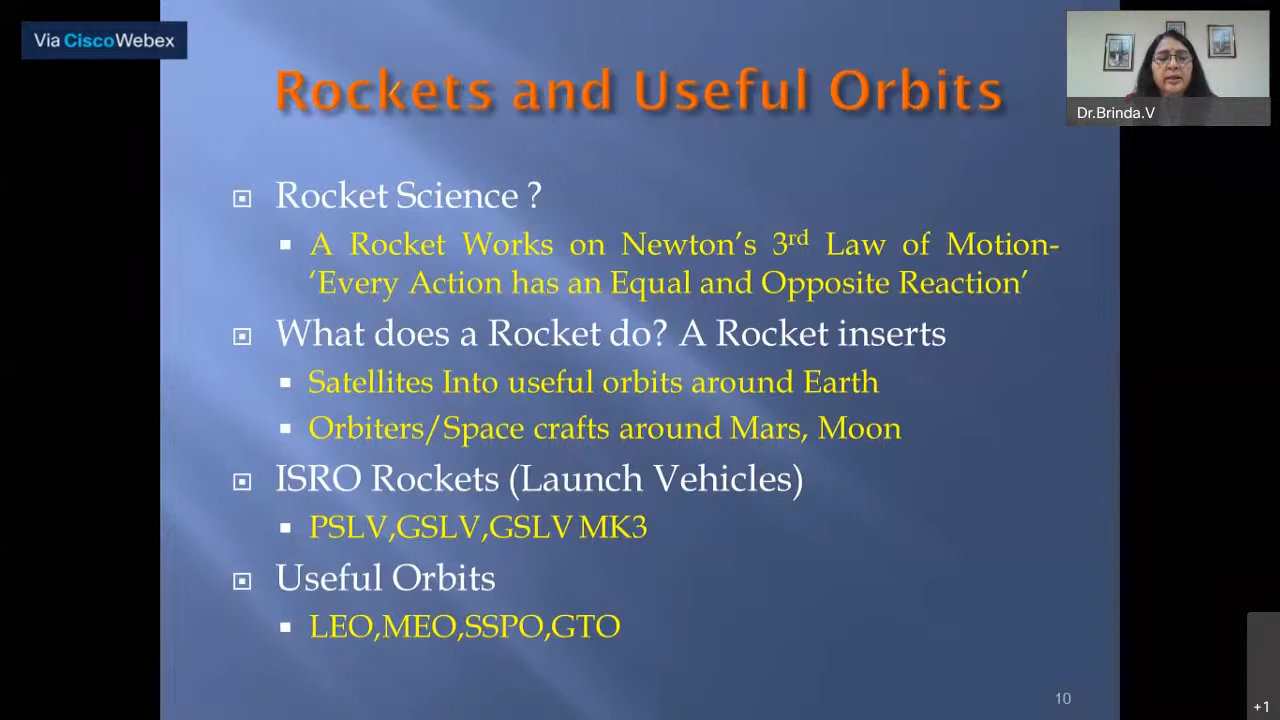 Via CiscoWebex
Rockets and Useful Orbits
Dr.Brinda.V
Rocket Science ?
A Rocket Works on Newton’s 3rd Law of Motion-
‘Every Action has an Equal and Opposite Reaction’
What does a Rocket do? A Rocket inserts
Satellites Into useful orbits around Earth
Orbiters/Space crafts around Mars, Moon
ISRO Rockets (Launch Vehicles)
PSLV,GSLV,GSLV MK3
Useful Orbits
LEO,MEO,SSPO,GTO
10
+1